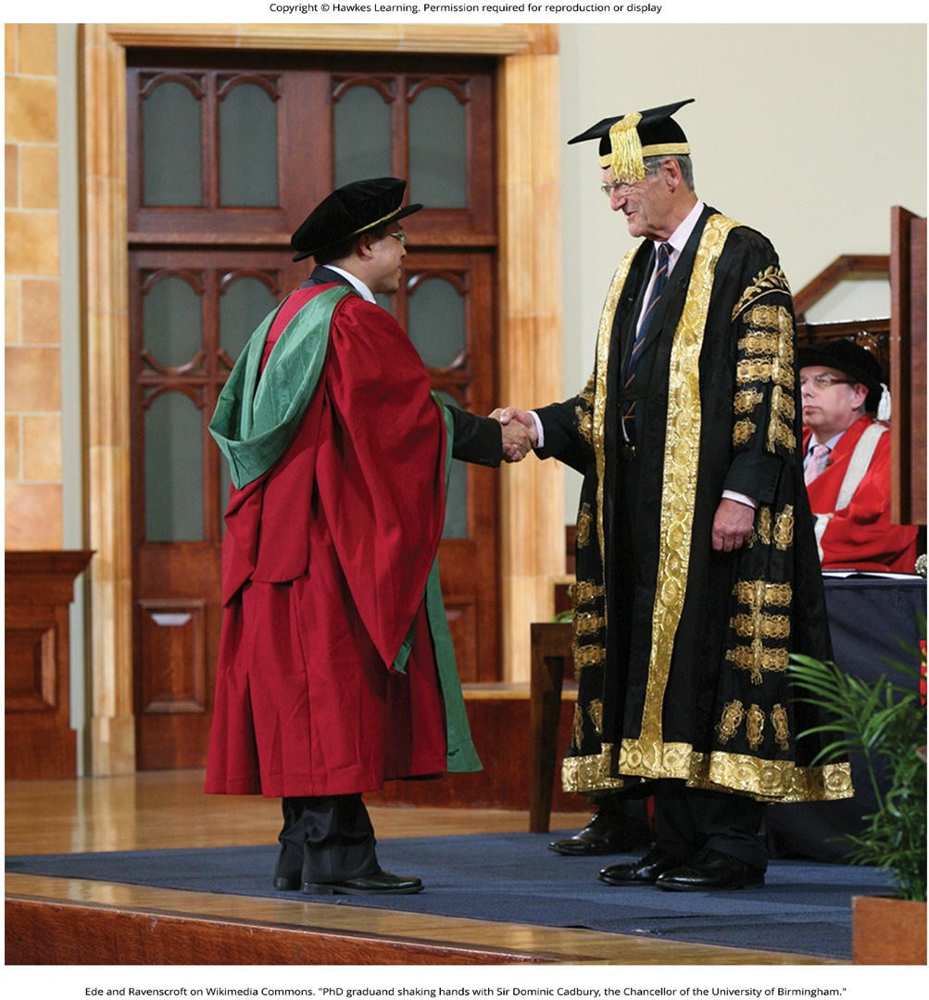 Copyright © Hawkes Learning. Permission required for reproduction or display
Ede and Ravenscroft on Wikimedia Commons. "PhD graduand shaking hands with Sir Dominic Cadbury, the Chancellor of the University of Birmingham."